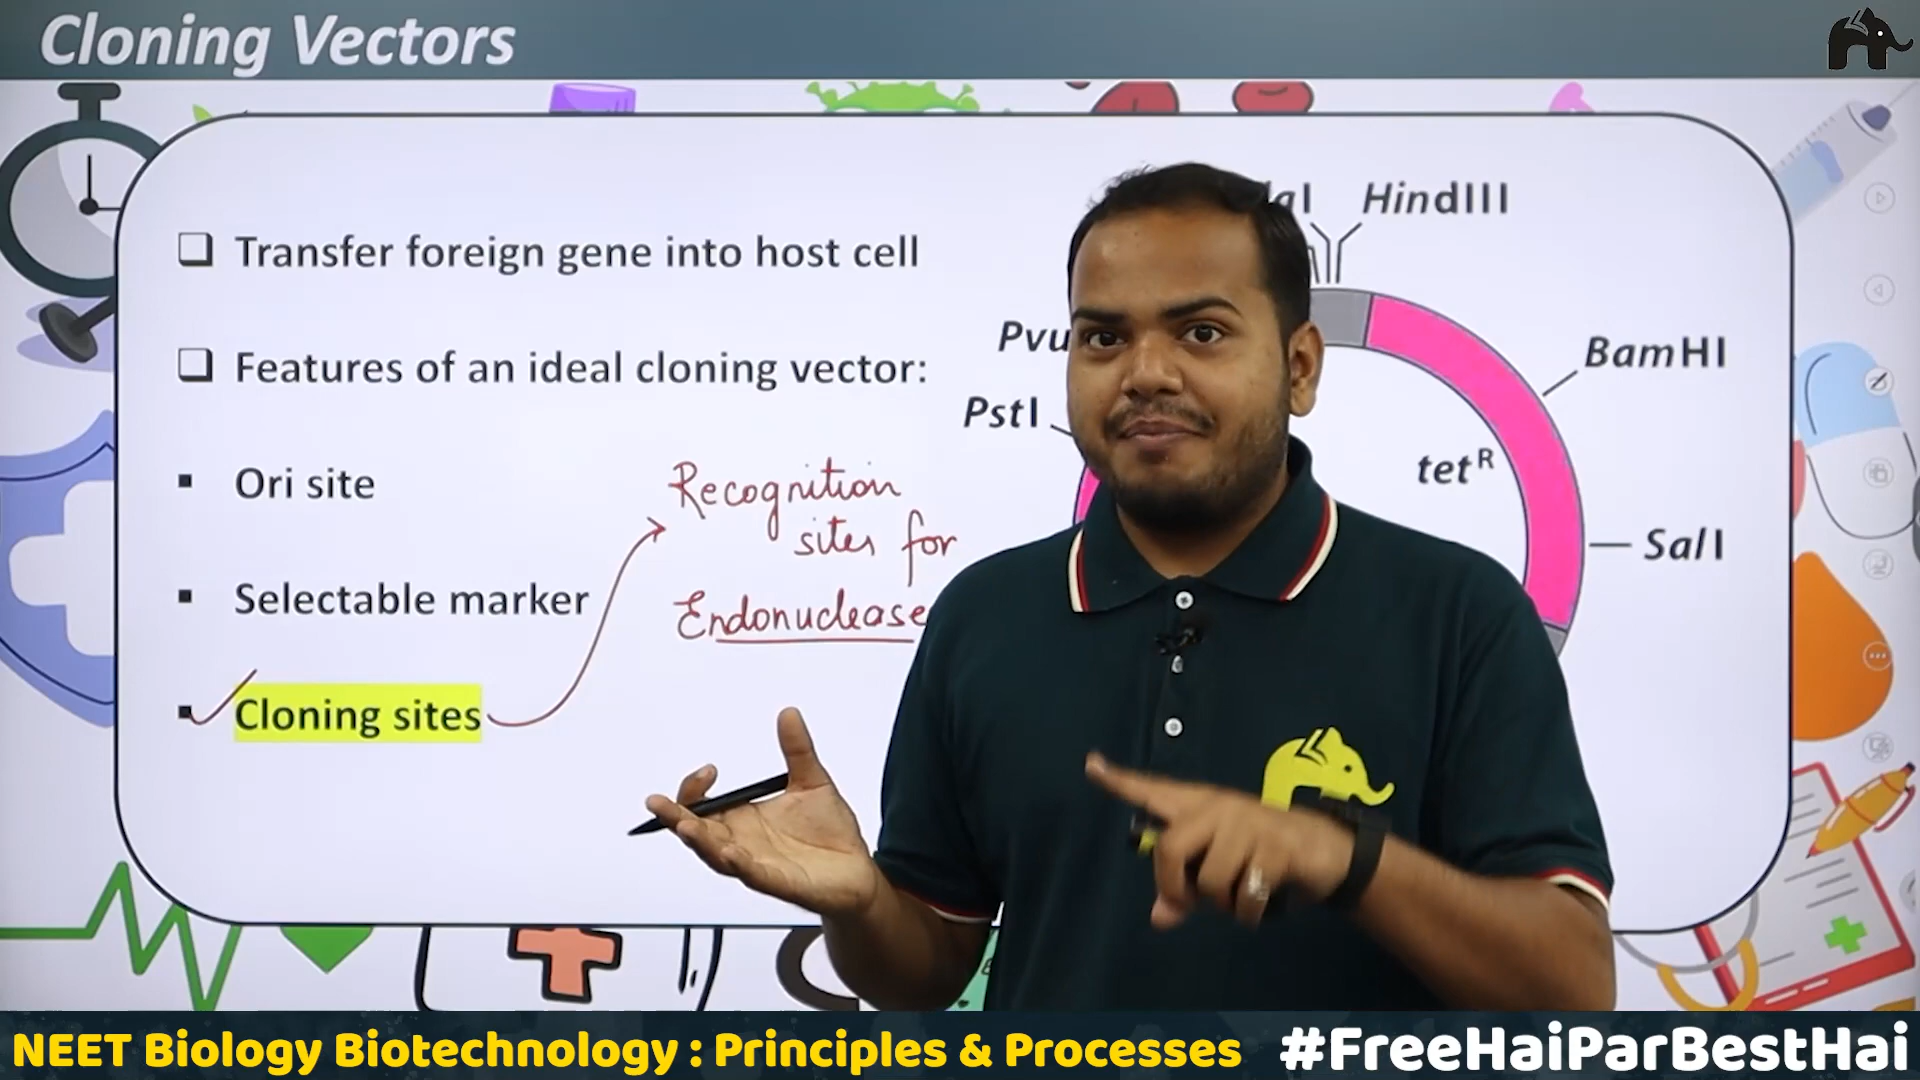 Cloning Vectors
Transfer foreign gene into host cell
Features of an ideal cloning vector:
Ori site
Selectable marker
Cloning sites
Recognition
sites for
Endonuclease
HindIII
Pvu
PstI
BamHI
tetR
SalI
NEET Biology Biotechnology : Principles & Processes
#FreeHaiParBestHai